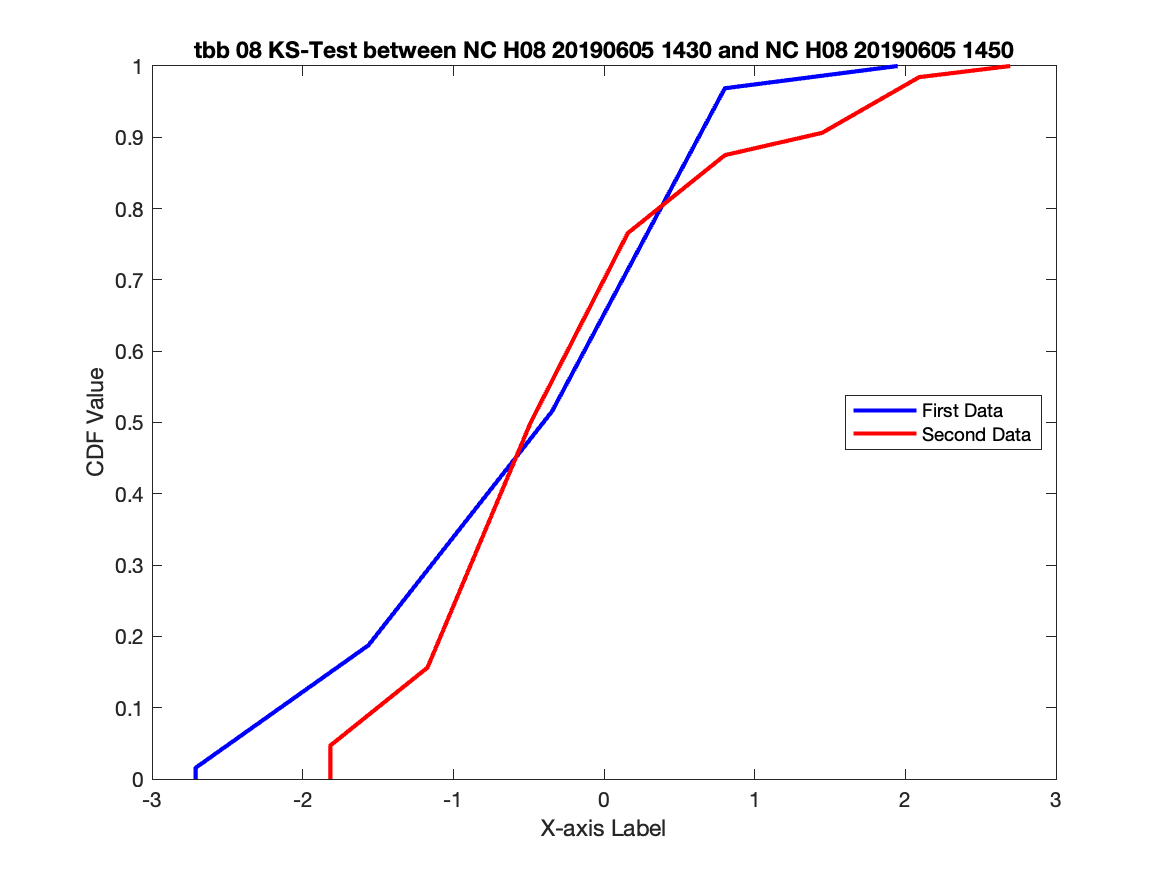 tbb 08 KS-Test between NC H08 20190605 1430 and NC H08 20190605 1450
1
0.9
0.8
0.7
0.6
0.5
0.4
0.3
0.2
0.1
0
CDF Value
First Data
Second Data
-3 -2 -1 0 1 2 3
X-axis Label